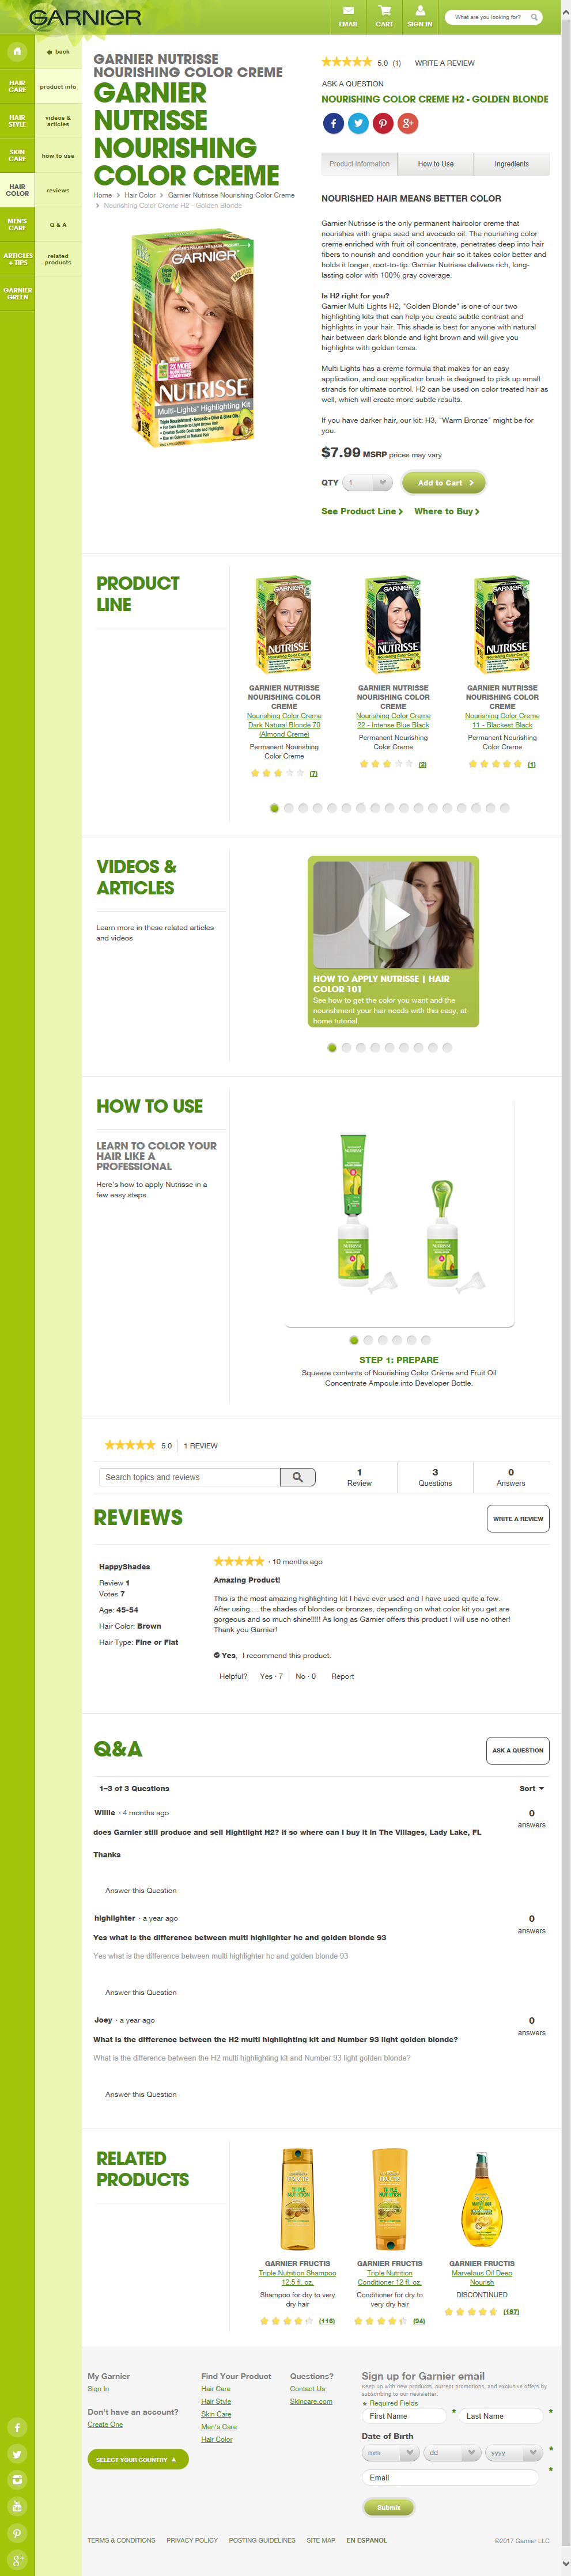 GARNIER
EMAIL
CART
SIGN IN
What are you looking for?
HAIR
CARE
HAIR
STYLE
SKIN
CARE
HAIR
COLOR
MEN'S
CARE
ARTICLES
+ TIPS
GARNIER
GREEN
back
product info
videos &
articles
how to use
reviews
Q & A
related
products
GARNIER NUTRISSE
NOURISHING COLOR CREME
GARNIER
NUTRISSE
NOURISHING
COLOR CREME
Home > Hair Color > Garnier Nutrisse Nourishing Color Creme
> Nourishing Color Creme H2 - Golden Blonde
GARNIER
NUTRISSE
Multi-Lights Highlighting Kit
5.0 (1) WRITE A REVIEW
ASK A QUESTION
NOURISHING COLOR CREME H2 - GOLDEN BLONDE
Product Information
How to Use
Ingredients
NOURISHED HAIR MEANS BETTER COLOR
Garnier Nutrisse is the only permanent haircolor creme that
nourishes with grape seed and avocado oil. The nourishing color
creme enriched with fruit oil concentrate, penetrates deep into hair
fibers to nourish and condition your hair so it takes color better and
holds it longer, root-to-tip. Garnier Nutrisse delivers rich, long-
lasting color with 100% gray coverage.
Is H2 right for you?
Garnier Multi Lights H2, "Golden Blonde" is one of our two
highlighting kits that can help you create subtle contrast and
highlights in your hair. This shade is best for anyone with natural
hair between dark blonde and light brown and will give you
highlights with golden tones.
Multi Lights has a creme formula that makes for an easy
application, and our applicator brush is designed to pick up small
strands for ultimate control. H2 can be used on color treated hair as
well, which will create more subtle results.
If you have darker hair, our kit: H3, "Warm Bronze" might be for
you.
$7.99 MSRP prices may vary
QTY 1 Add to Cart
See Product Line > Where to Buy >
PRODUCT
LINE
GARNIER NUTRISSE
NOURISHING COLOR
CREME
Nourishing Color Creme
Dark Natural Blonde 70
(Almond Creme)
Permanent Nourishing
Color Creme
(7)
GARNIER NUTRISSE
NOURISHING COLOR
CREME
Nourishing Color Creme
22 - Intense Blue Black
Permanent Nourishing
Color Creme
(2)
GARNIER NUTRISSE
NOURISHING COLOR
CREME
Nourishing Color Creme
11 - Blackest Black
Permanent Nourishing
Color Creme
(1)
VIDEOS &
ARTICLES
Learn more in these related articles
and videos
HOW TO APPLY NUTRISSE | HAIR
COLOR 101
See how to get the color you want and the
nourishment your hair needs with this easy, at-
home tutorial.
HOW TO USE
LEARN TO COLOR YOUR
HAIR LIKE A
PROFESSIONAL
Here's how to apply Nutrisse in a
few easy steps.
STEP 1: PREPARE
Squeeze contents of Nourishing Color Crème and Fruit Oil
Concentrate Ampoule into Developer Bottle.
5.0 1 REVIEW
Search topics and reviews
1
Review
3
Questions
0
Answers
REVIEWS
WRITE A REVIEW
HappyShades
Review 1
Votes 7
Age: 45-54
Hair Color: Brown
Hair Type: Fine or Flat
· 10 months ago
Amazing Product!
This is the most amazing highlighting kit I have ever used and I have used quite a few.
After using.....the shades of blondes or bronzes, depending on what color kit you get are
gorgeous and so much shine!!!!! As long as Garnier offers this product I will use no other!
Thank you Garnier!
Yes, I recommend this product.
Helpful? Yes · 7 No · 0 Report
Q&A
ASK A QUESTION
1–3 of 3 Questions
Sort
Willie · 4 months ago
does Garnier still produce and sell Hightlight H2? If so where can I buy it in The Villages, Lady Lake, FL
Thanks
0
answers
Answer this Question
highlighter · a year ago
Yes what is the difference between multi highlighter hc and golden blonde 93
Yes what is the difference between multi highlighter hc and golden blonde 93
0
answers
Answer this Question
Joey · a year ago
What is the difference between the H2 multi highlighting kit and Number 93 light golden blonde?
What is the difference between the H2 multi highlighting kit and Number 93 light golden blonde?
0
answers
Answer this Question
RELATED
PRODUCTS
GARNIER FRUCTIS
Triple Nutrition Shampoo
12.5 fl. oz.
Shampoo for dry to very
dry hair
(116)
GARNIER FRUCTIS
Triple Nutrition
Conditioner 12 fl. oz.
Conditioner for dry to
very dry hair
(94)
GARNIER FRUCTIS
Marvelous Oil Deep
Nourish
DISCONTINUED
(187)
My Garnier
Sign In
Don't have an account?
Create One
SELECT YOUR COUNTRY
Find Your Product
Hair Care
Hair Style
Skin Care
Men's Care
Hair Color
Questions?
Contact Us
Skincare.com
Sign up for Garnier email
Keep up with new products, current promotions, and exclusive offers by
subscribing to our newsletter.
* Required Fields
First Name * Last Name *
Date of Birth
mm dd yyyy *
Email *
Submit
TERMS & CONDITIONS PRIVACY POLICY POSTING GUIDELINES SITE MAP EN ESPANOL
©2017 Garnier LLC